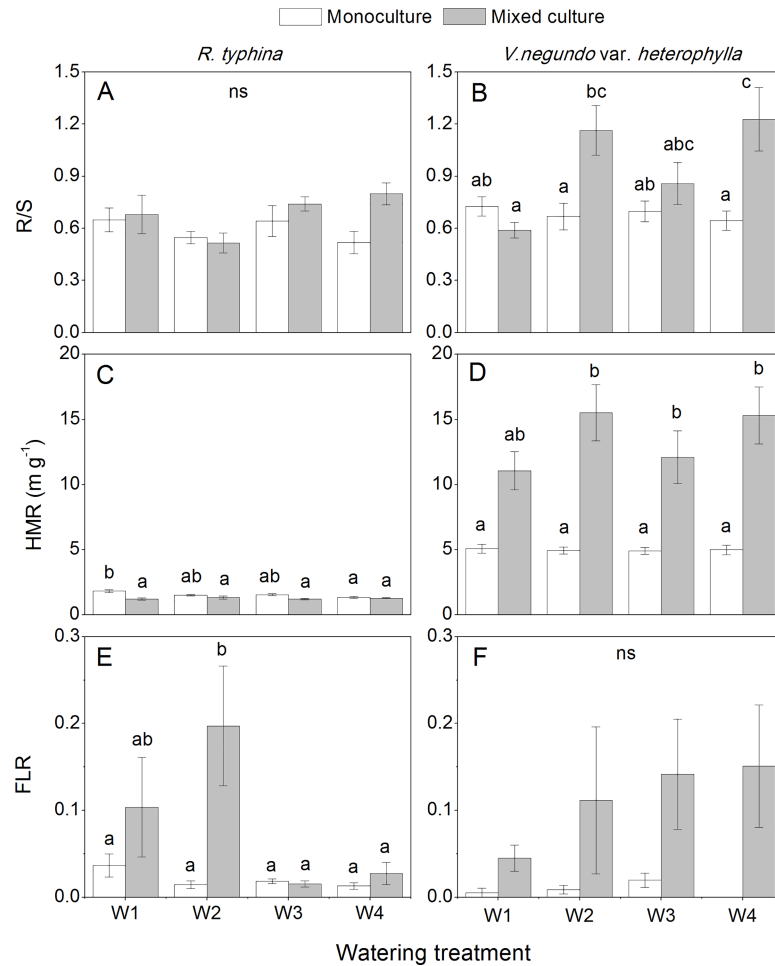 Monoculture Mixed culture
R. typhina V.negundo var. heterophylla
A ns
1.5
1.2
0.9
0.6
0.3
0.0
R/S
B bc c
abc
ab a a ab a
C
20
15
10
5
0
HMR (m g-1)
b a ab a ab a a a
D b b
b
ab
a a a a
E b
0.3
0.2
0.1
0.0
FLR
ab
a a a a a a
F ns
W1 W2 W3 W4 W1 W2 W3 W4
Watering treatment